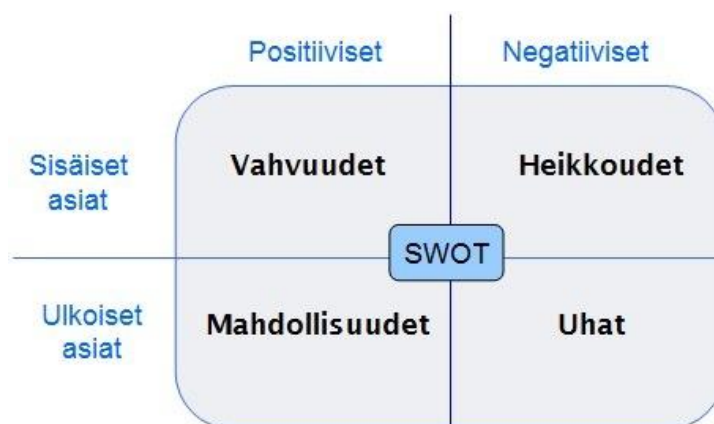 Positiiviset Negatiiviset
Sisäiset
asiat
Vahvuudet Heikkoudet
SWOT
Ulkoiset
asiat
Mahdollisuudet Uhat